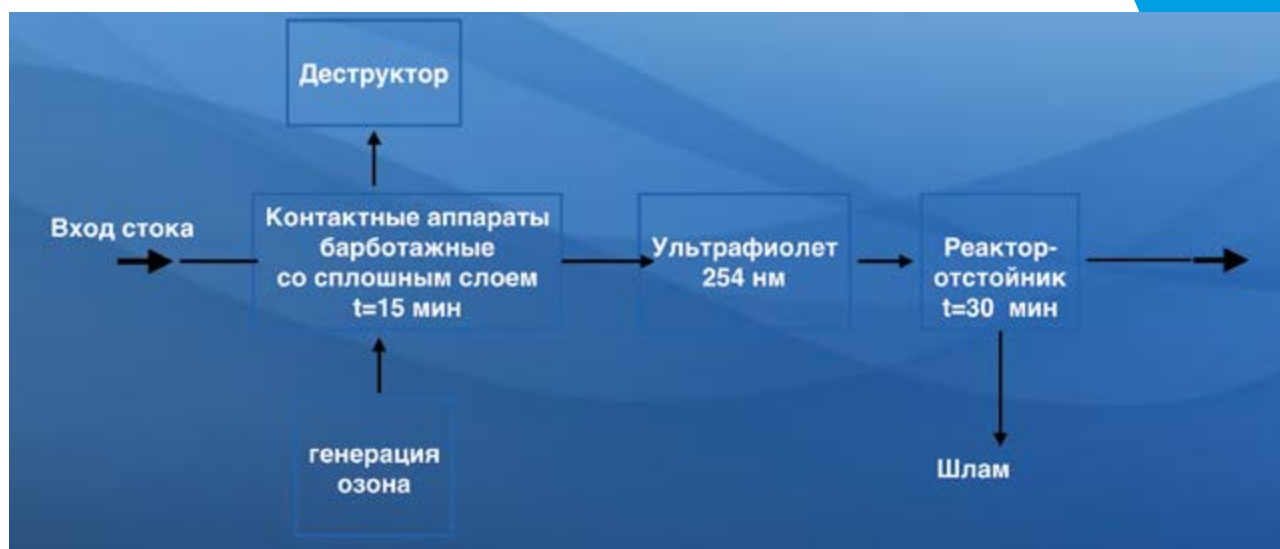 Деструктор
Вход стока
Контактные аппараты
барботажные
со сплошным слоем
t=15 мин
Ультрафиолет
254 нм
Реактор-
отстойник
t=30 мин
генерация
озона
Шлам